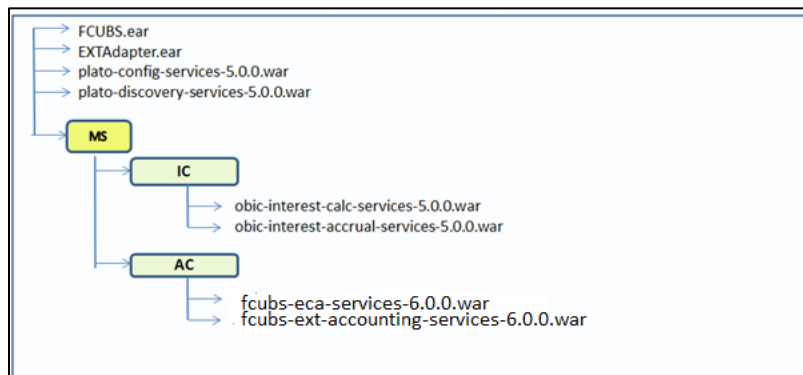 FCUBS.ear
EXTAdapter.ear
plato-config-services-5.0.0.war
plato-discovery-services-5.0.0.war
MS
IC
obic-interest-calc-services-5.0.0.war
obic-interest-accrual-services-5.0.0.war
AC
fcubs-eca-services-6.0.0.war
fcubs-ext-accounting-services-6.0.0.war